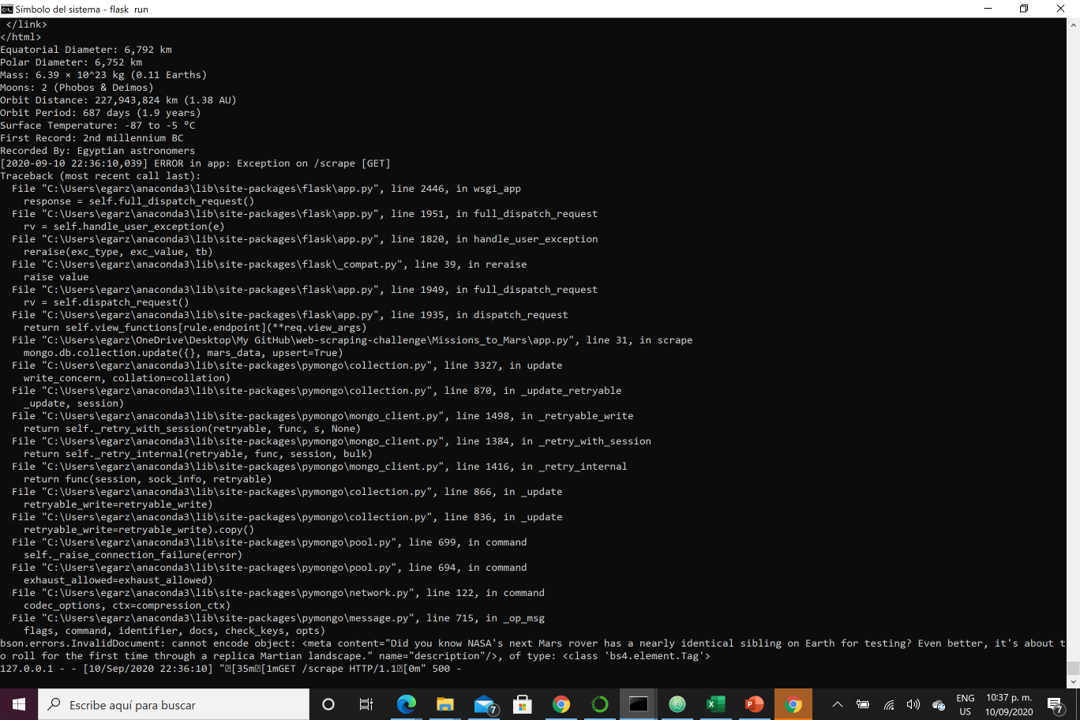 Símbolo del sistema - flask  run
</link>
</html>
Equatorial Diameter: 6,792 km
Polar Diameter: 6,752 km
Mass: 6.39 × 10^23 kg (0.11 Earths)
Moons: 2 (Phobos & Deimos)
Orbit Distance: 227,943,824 km (1.38 AU)
Orbit Period: 687 days (1.9 years)
Surface Temperature: -87 to -5 °C
First Record: 2nd millennium BC
Recorded By: Egyptian astronomers
[2020-09-10 22:36:10,039] ERROR in app: Exception on /scrape [GET]
Traceback (most recent call last):
  File "C:\Users\egarz\anaconda3\lib\site-packages\flask\app.py", line 2446, in wsgi_app
    response = self.full_dispatch_request()
  File "C:\Users\egarz\anaconda3\lib\site-packages\flask\app.py", line 1951, in full_dispatch_request
    rv = self.handle_user_exception(e)
  File "C:\Users\egarz\anaconda3\lib\site-packages\flask\app.py", line 1820, in handle_user_exception
    reraise(exc_type, exc_value, tb)
  File "C:\Users\egarz\anaconda3\lib\site-packages\flask\_compat.py", line 39, in reraise
    raise value
  File "C:\Users\egarz\anaconda3\lib\site-packages\flask\app.py", line 1949, in full_dispatch_request
    rv = self.dispatch_request()
  File "C:\Users\egarz\anaconda3\lib\site-packages\flask\app.py", line 1935, in dispatch_request
    return self.view_functions[rule.endpoint](**req.view_args)
  File "C:\Users\egarz\OneDrive\Desktop\My GitHub\web-scraping-challenge\Missions_to_Mars\app.py", line 31, in scrape
    mongo.db.collection.update({}, mars_data, upsert=True)
  File "C:\Users\egarz\anaconda3\lib\site-packages\pymongo\collection.py", line 3327, in update
    write_concern, collation=collation)
  File "C:\Users\egarz\anaconda3\lib\site-packages\pymongo\collection.py", line 870, in _update_retryable
    _update, session)
  File "C:\Users\egarz\anaconda3\lib\site-packages\pymongo\mongo_client.py", line 1498, in _retryable_write
    return self._retry_with_session(retryable, func, s, None)
  File "C:\Users\egarz\anaconda3\lib\site-packages\pymongo\mongo_client.py", line 1384, in _retry_with_session
    return self._retry_internal(retryable, func, session, bulk)
  File "C:\Users\egarz\anaconda3\lib\site-packages\pymongo\mongo_client.py", line 1416, in _retry_internal
    return func(session, sock_info, retryable)
  File "C:\Users\egarz\anaconda3\lib\site-packages\pymongo\collection.py", line 866, in _update
    retryable_write=retryable_write)
  File "C:\Users\egarz\anaconda3\lib\site-packages\pymongo\collection.py", line 836, in _update
    retryable_write=retryable_write).copy()
  File "C:\Users\egarz\anaconda3\lib\site-packages\pymongo\pool.py", line 699, in command
    self._raise_connection_failure(error)
  File "C:\Users\egarz\anaconda3\lib\site-packages\pymongo\pool.py", line 694, in command
    exhaust_allowed=exhaust_allowed)
  File "C:\Users\egarz\anaconda3\lib\site-packages\pymongo\network.py", line 122, in command
    codec_options, ctx=compression_ctx)
  File "C:\Users\egarz\anaconda3\lib\site-packages\pymongo\message.py", line 715, in _op_msg
    flags, command, identifier, docs, check_keys, opts)
bson.errors.InvalidDocument: cannot encode object: <meta content="Did you know NASA's next Mars rover has a nearly identical sibling on Earth for testing? Even better, it's about t
o roll for the first time through a replica Martian landscape." name="description"/>, of type: <class 'bs4.element.Tag'>
127.0.0.1 - - [10/Sep/2020 22:36:10] "[35m[1mGET /scrape HTTP/1.1[0m" 500 -
Escribe aquí para buscar
7
ENG
US
10:37 p. m.
10/09/2020
7